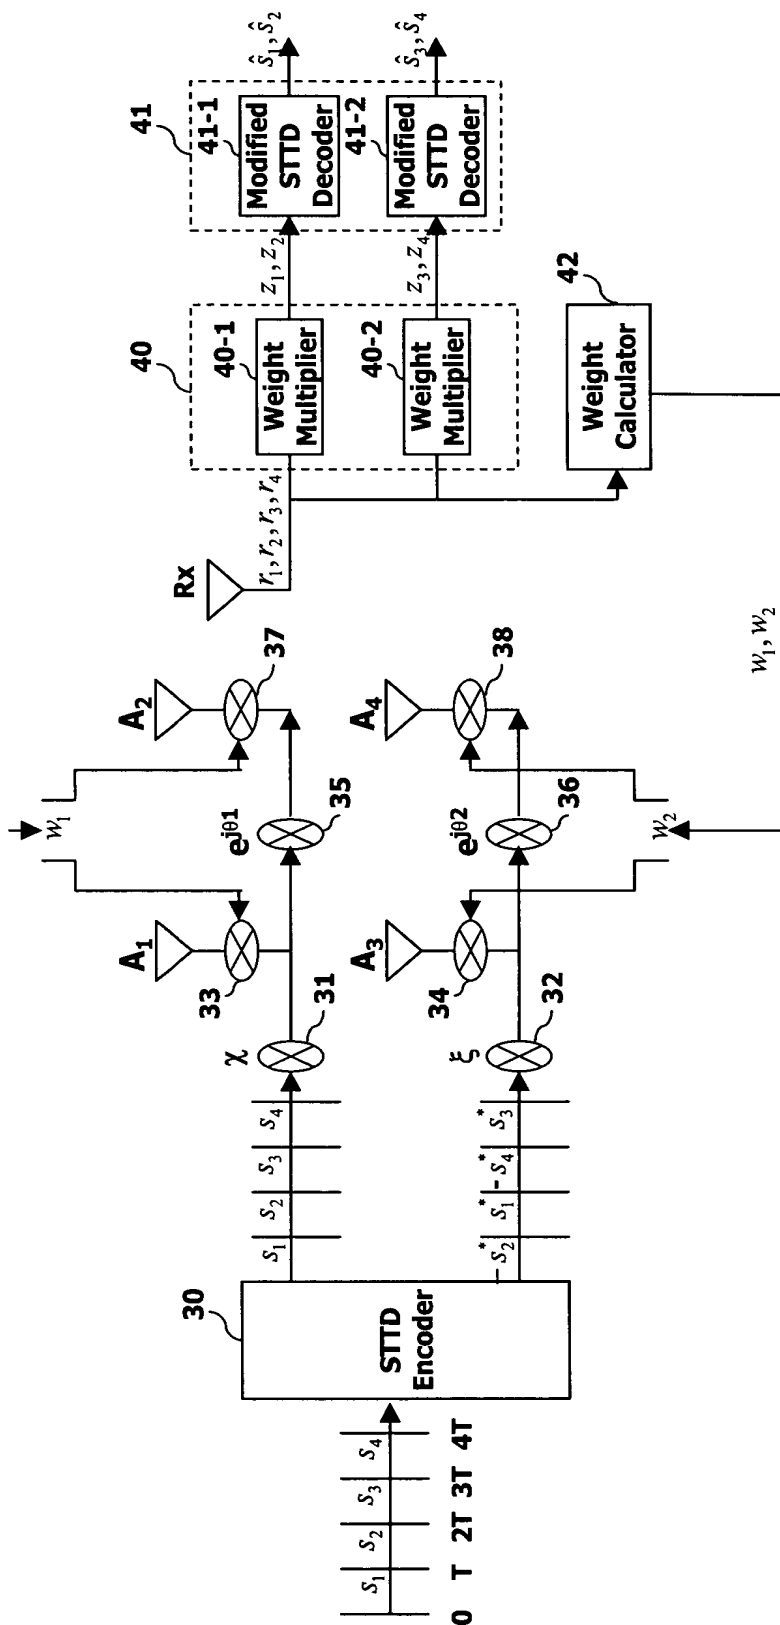 0 T 2T 3T 4T
s₁ s₂ s₃ s₄
30
STTD
Encoder
s₁ s₂ s₃ s₄
-s₂* s₁* -s₄* s₃*
χ
31
ξ
32
A₁
33
A₃
34
w₁
e^jθ1
35
e^jθ2
36
w₂
A₂
37
A₄
38
w₁, w₂
Rx
r₁, r₂, r₃, r₄
40
40-1
Weight
Multiplier
40-2
Weight
Multiplier
42
Weight
Calculator
z₁, z₂
z₃, z₄
41
41-1
Modified
STTD
Decoder
41-2
Modified
STTD
Decoder
ŝ₁, ŝ₂
ŝ₃, ŝ₄